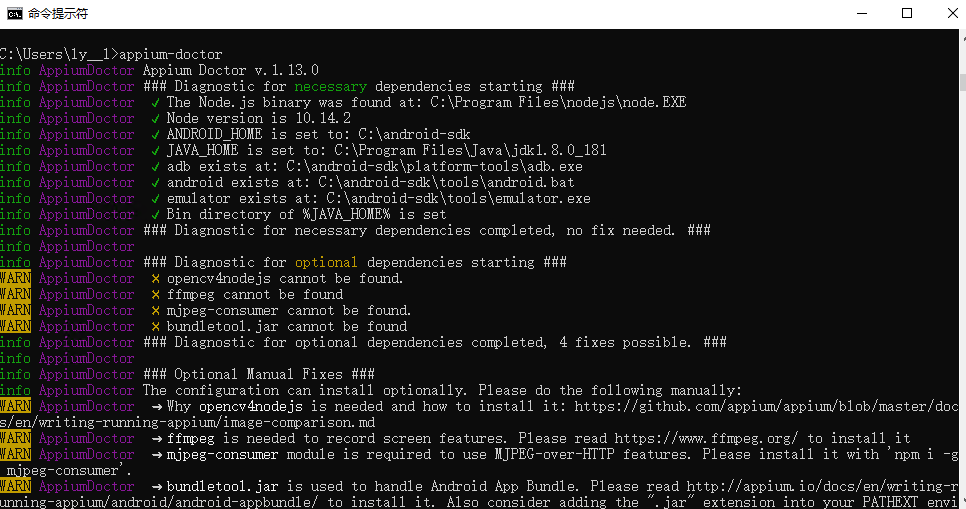 命令提示符
C:\Users\ly__1>appium-doctor
info AppiumDoctor Appium Doctor v.1.13.0
info AppiumDoctor ### Diagnostic for necessary dependencies starting ###
info AppiumDoctor ✔ The Node.js binary was found at: C:\Program Files\nodejs\node.EXE
info AppiumDoctor ✔ Node version is 10.14.2
info AppiumDoctor ✔ ANDROID_HOME is set to: C:\android-sdk
info AppiumDoctor ✔ JAVA_HOME is set to: C:\Program Files\Java\jdk1.8.0_181
info AppiumDoctor ✔ adb exists at: C:\android-sdk\platform-tools\adb.exe
info AppiumDoctor ✔ android exists at: C:\android-sdk\tools\android.bat
info AppiumDoctor ✔ emulator exists at: C:\android-sdk\tools\emulator.exe
info AppiumDoctor ✔ Bin directory of %JAVA_HOME% is set
info AppiumDoctor ### Diagnostic for necessary dependencies completed, no fix needed. ###
info AppiumDoctor
info AppiumDoctor ### Diagnostic for optional dependencies starting ###
WARN AppiumDoctor ✖ opencv4nodejs cannot be found.
WARN AppiumDoctor ✖ ffmpeg cannot be found
WARN AppiumDoctor ✖ mjpeg-consumer cannot be found.
WARN AppiumDoctor ✖ bundletool.jar cannot be found
info AppiumDoctor ### Diagnostic for optional dependencies completed, 4 fixes possible. ###
info AppiumDoctor
info AppiumDoctor ### Optional Manual Fixes ###
info AppiumDoctor The configuration can install optionally. Please do the following manually:
WARN AppiumDoctor ➜ Why opencv4nodejs is needed and how to install it: https://github.com/appium/appium/blob/master/doc
s/en/writing-running-appium/image-comparison.md
WARN AppiumDoctor ➜ ffmpeg is needed to record screen features. Please read https://www.ffmpeg.org/ to install it
WARN AppiumDoctor ➜ mjpeg-consumer module is required to use MJPEG-over-HTTP features. Please install it with 'npm i -g
mjpeg-consumer'.
WARN AppiumDoctor ➜ bundletool.jar is used to handle Android App Bundle. Please read http://appium.io/docs/en/writing-r
unning-appium/android/android-appbundle/ to install it. Also consider adding the ".jar" extension into your PATHEXT envi